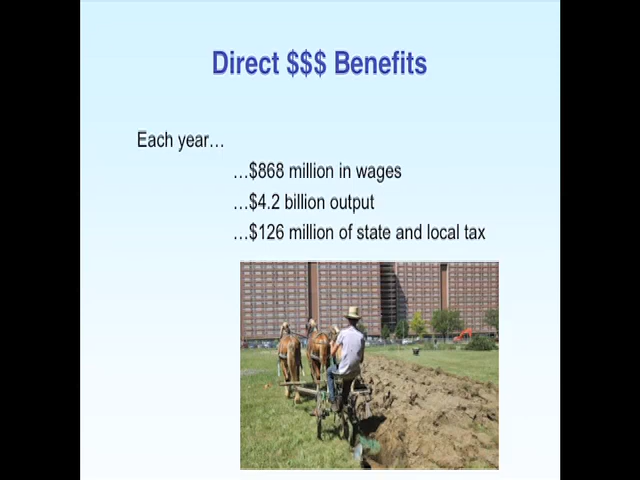 Direct $$$ Benefits
Each year…
…$868 million in wages
…$4.2 billion output
…$126 million of state and local tax